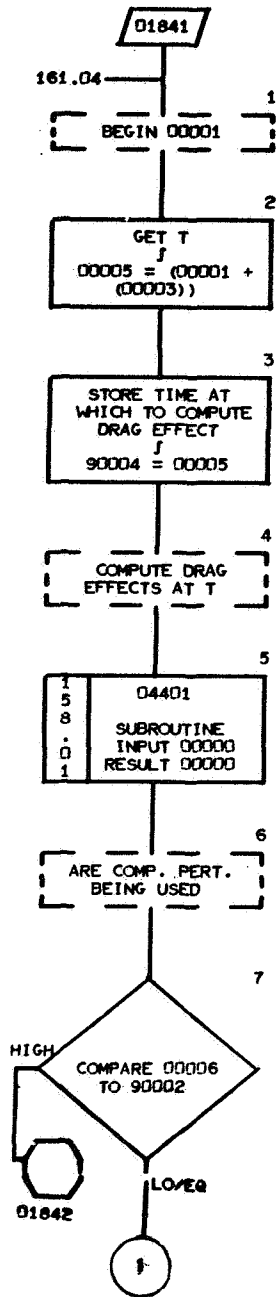 01841
161.04
1
BEGIN 00001
2
GET T
∫
00005 = (00001 +
(00003))
3
STORE TIME AT
WHICH TO COMPUTE
DRAG EFFECT
∫
90004 = 00005
4
COMPUTE DRAG
EFFECTS AT T
5
158.01
04401
SUBROUTINE
INPUT 00000
RESULT 00000
6
ARE COMP. PERT.
BEING USED
7
HIGH
COMPARE 00006
TO 90002
01842
LO/EQ
1